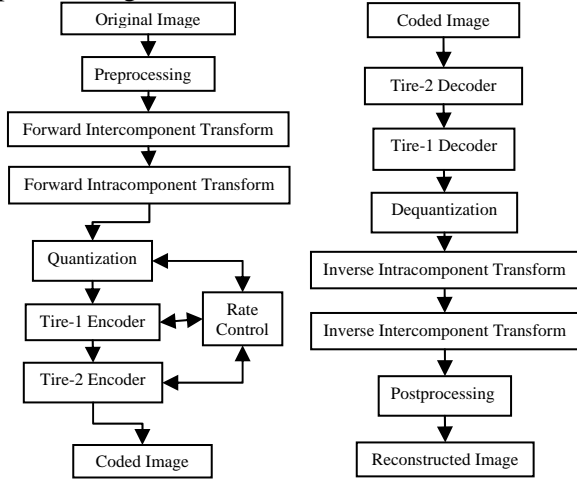 Original Image
Preprocessing
Forward Intercomponent Transform
Forward Intracomponent Transform
Quantization
Tire-1 Encoder
Rate
Control
Tire-2 Encoder
Coded Image
Coded Image
Tire-2 Decoder
Tire-1 Decoder
Dequantization
Inverse Intracomponent Transform
Inverse Intercomponent Transform
Postprocessing
Reconstructed Image